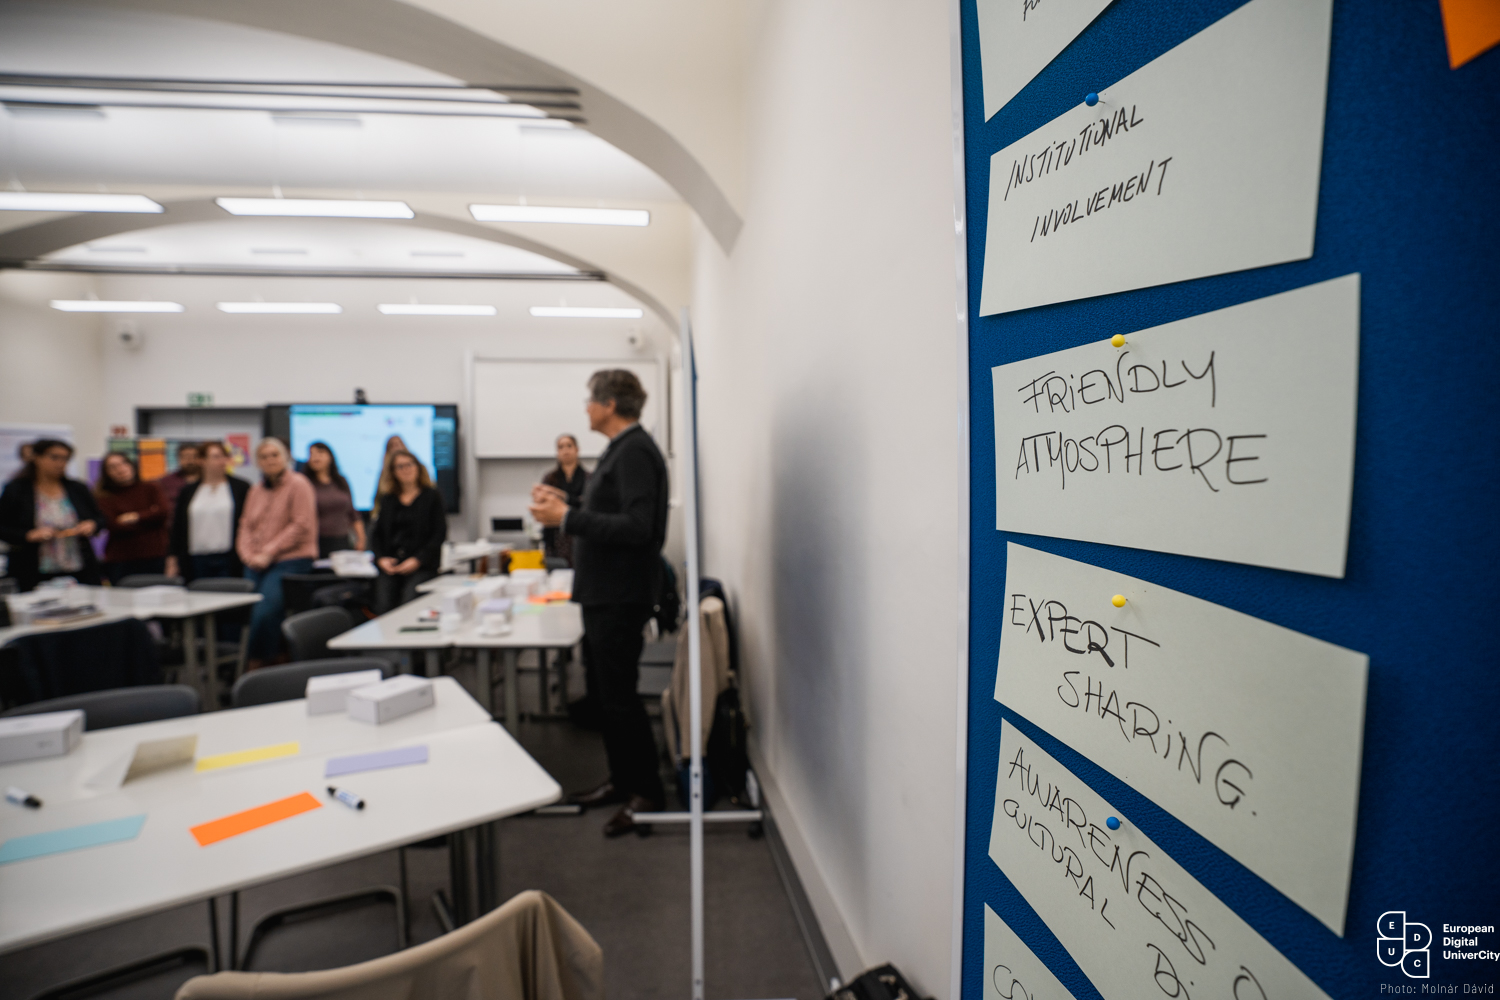 INSTITUTIONAL
INVOLVEMENT
FRiENDLY
ATMOSPHERE
EXPERT
SHARiNG.
AWARENESS
CULTURAL
E
D
U
C
European
Digital
UniverCity
Photo: Molnár Dávid